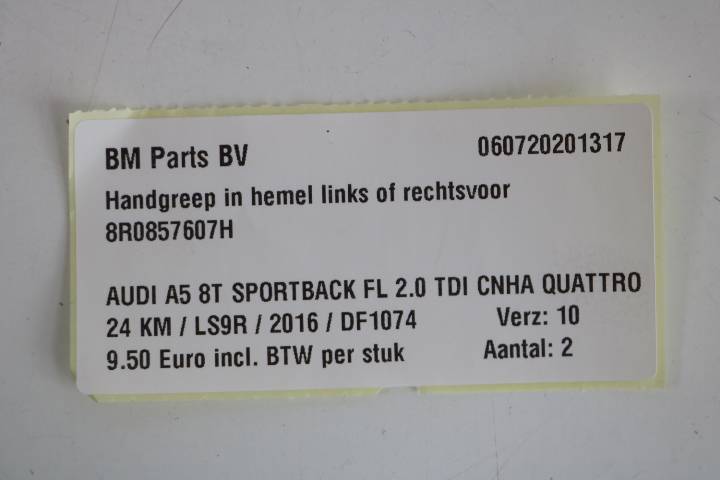 BM Parts BV 060720201317
Handgreep in hemel links of rechtsvoor
8R0857607H
AUDI A5 8T SPORTBACK FL 2.0 TDI CNHA QUATTRO
24 KM / LS9R / 2016 / DF1074 Verz: 10
9.50 Euro incl. BTW per stuk Aantal: 2